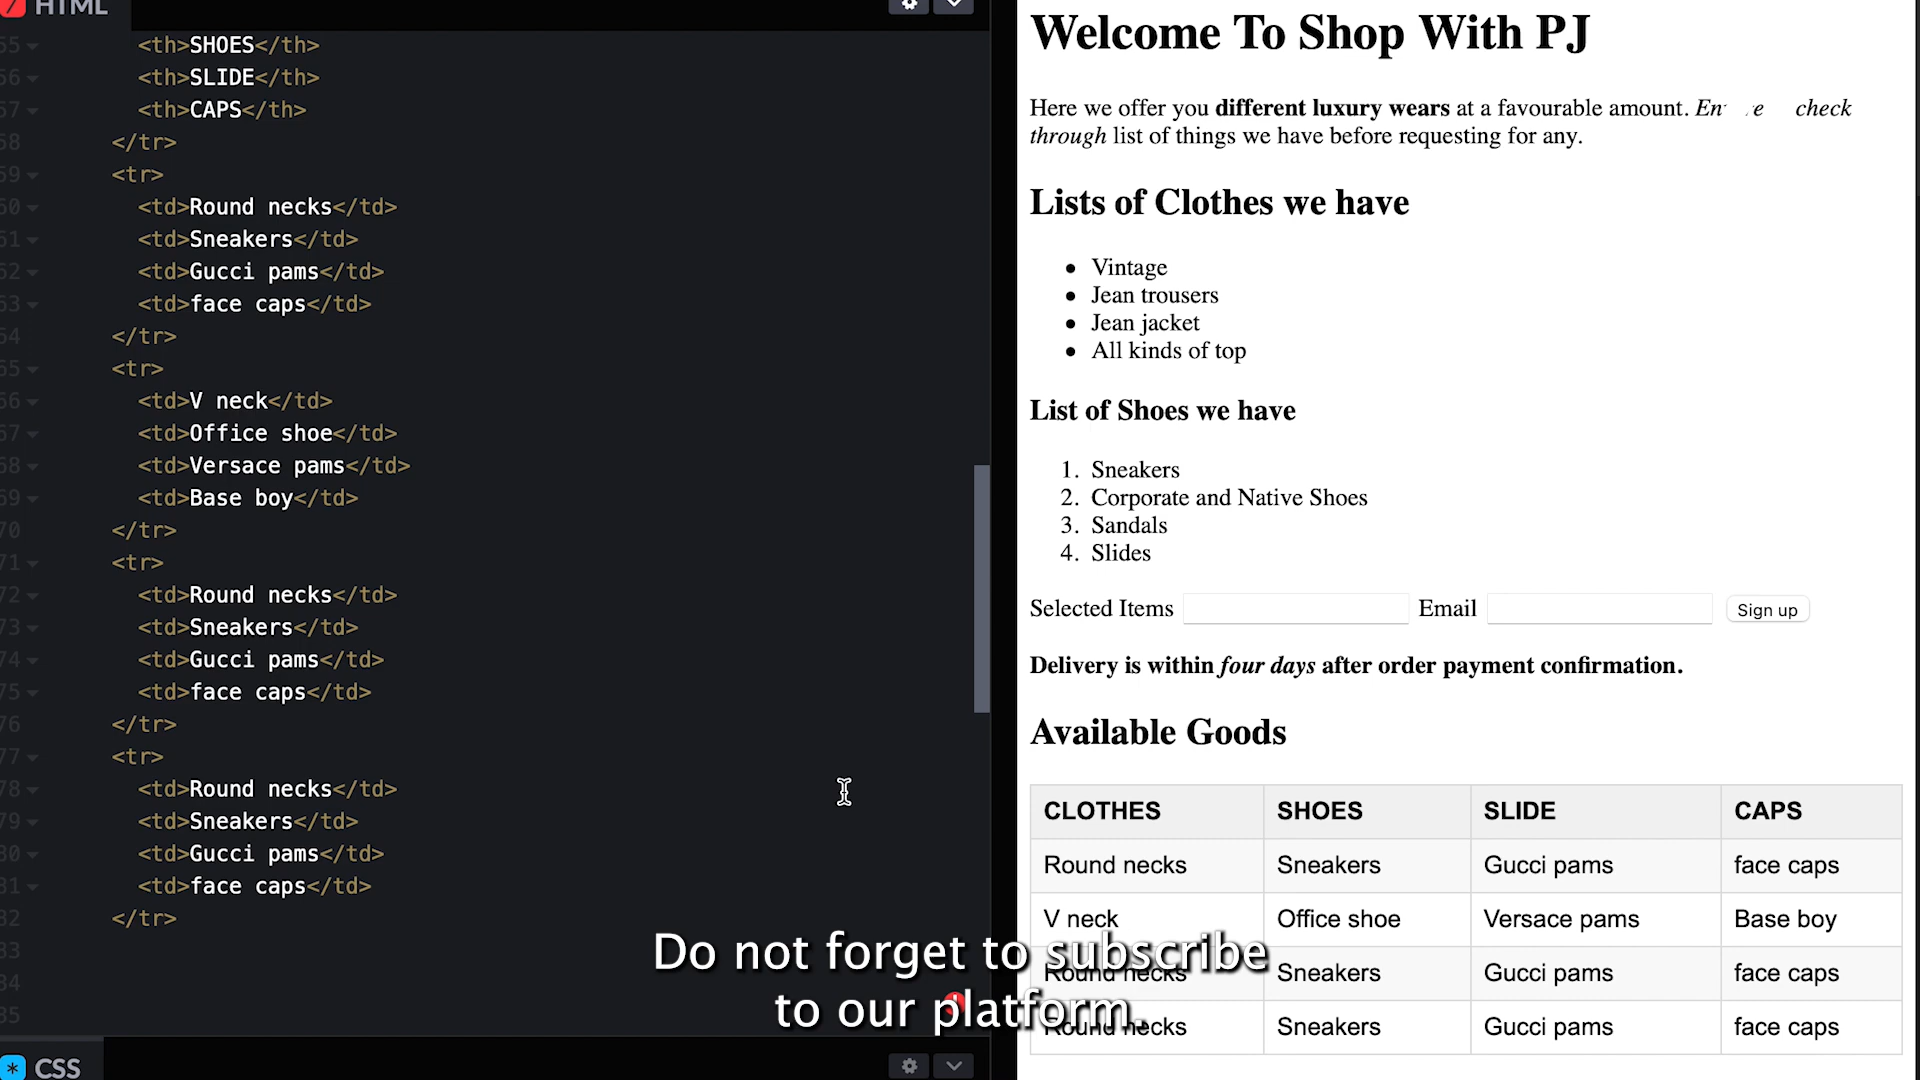 HTML
<th>SHOES</th>
<th>SLIDE</th>
<th>CAPS</th>
</tr>
<tr>
<td>Round necks</td>
<td>Sneakers</td>
<td>Gucci pams</td>
<td>face caps</td>
</tr>
<tr>
<td>V neck</td>
<td>Office shoe</td>
<td>Versace pams</td>
<td>Base boy</td>
</tr>
<tr>
<td>Round necks</td>
<td>Sneakers</td>
<td>Gucci pams</td>
<td>face caps</td>
</tr>
<tr>
<td>Round necks</td>
<td>Sneakers</td>
<td>Gucci pams</td>
<td>face caps</td>
</tr>
CSS
Welcome To Shop With PJ
Here we offer you different luxury wears at a favourable amount. check
through list of things we have before requesting for any.
Lists of Clothes we have
• Vintage
• Jean trousers
• Jean jacket
• All kinds of top
List of Shoes we have
1. Sneakers
2. Corporate and Native Shoes
3. Sandals
4. Slides
Selected Items Email Sign up
Delivery is within four days after order payment confirmation.
Available Goods
CLOTHES SHOES SLIDE CAPS
Round necks Sneakers Gucci pams face caps
V neck Office shoe Versace pams Base boy
Round necks Sneakers Gucci pams face caps
Round necks Sneakers Gucci pams face caps
Do not forget to subscribe
to our platform.